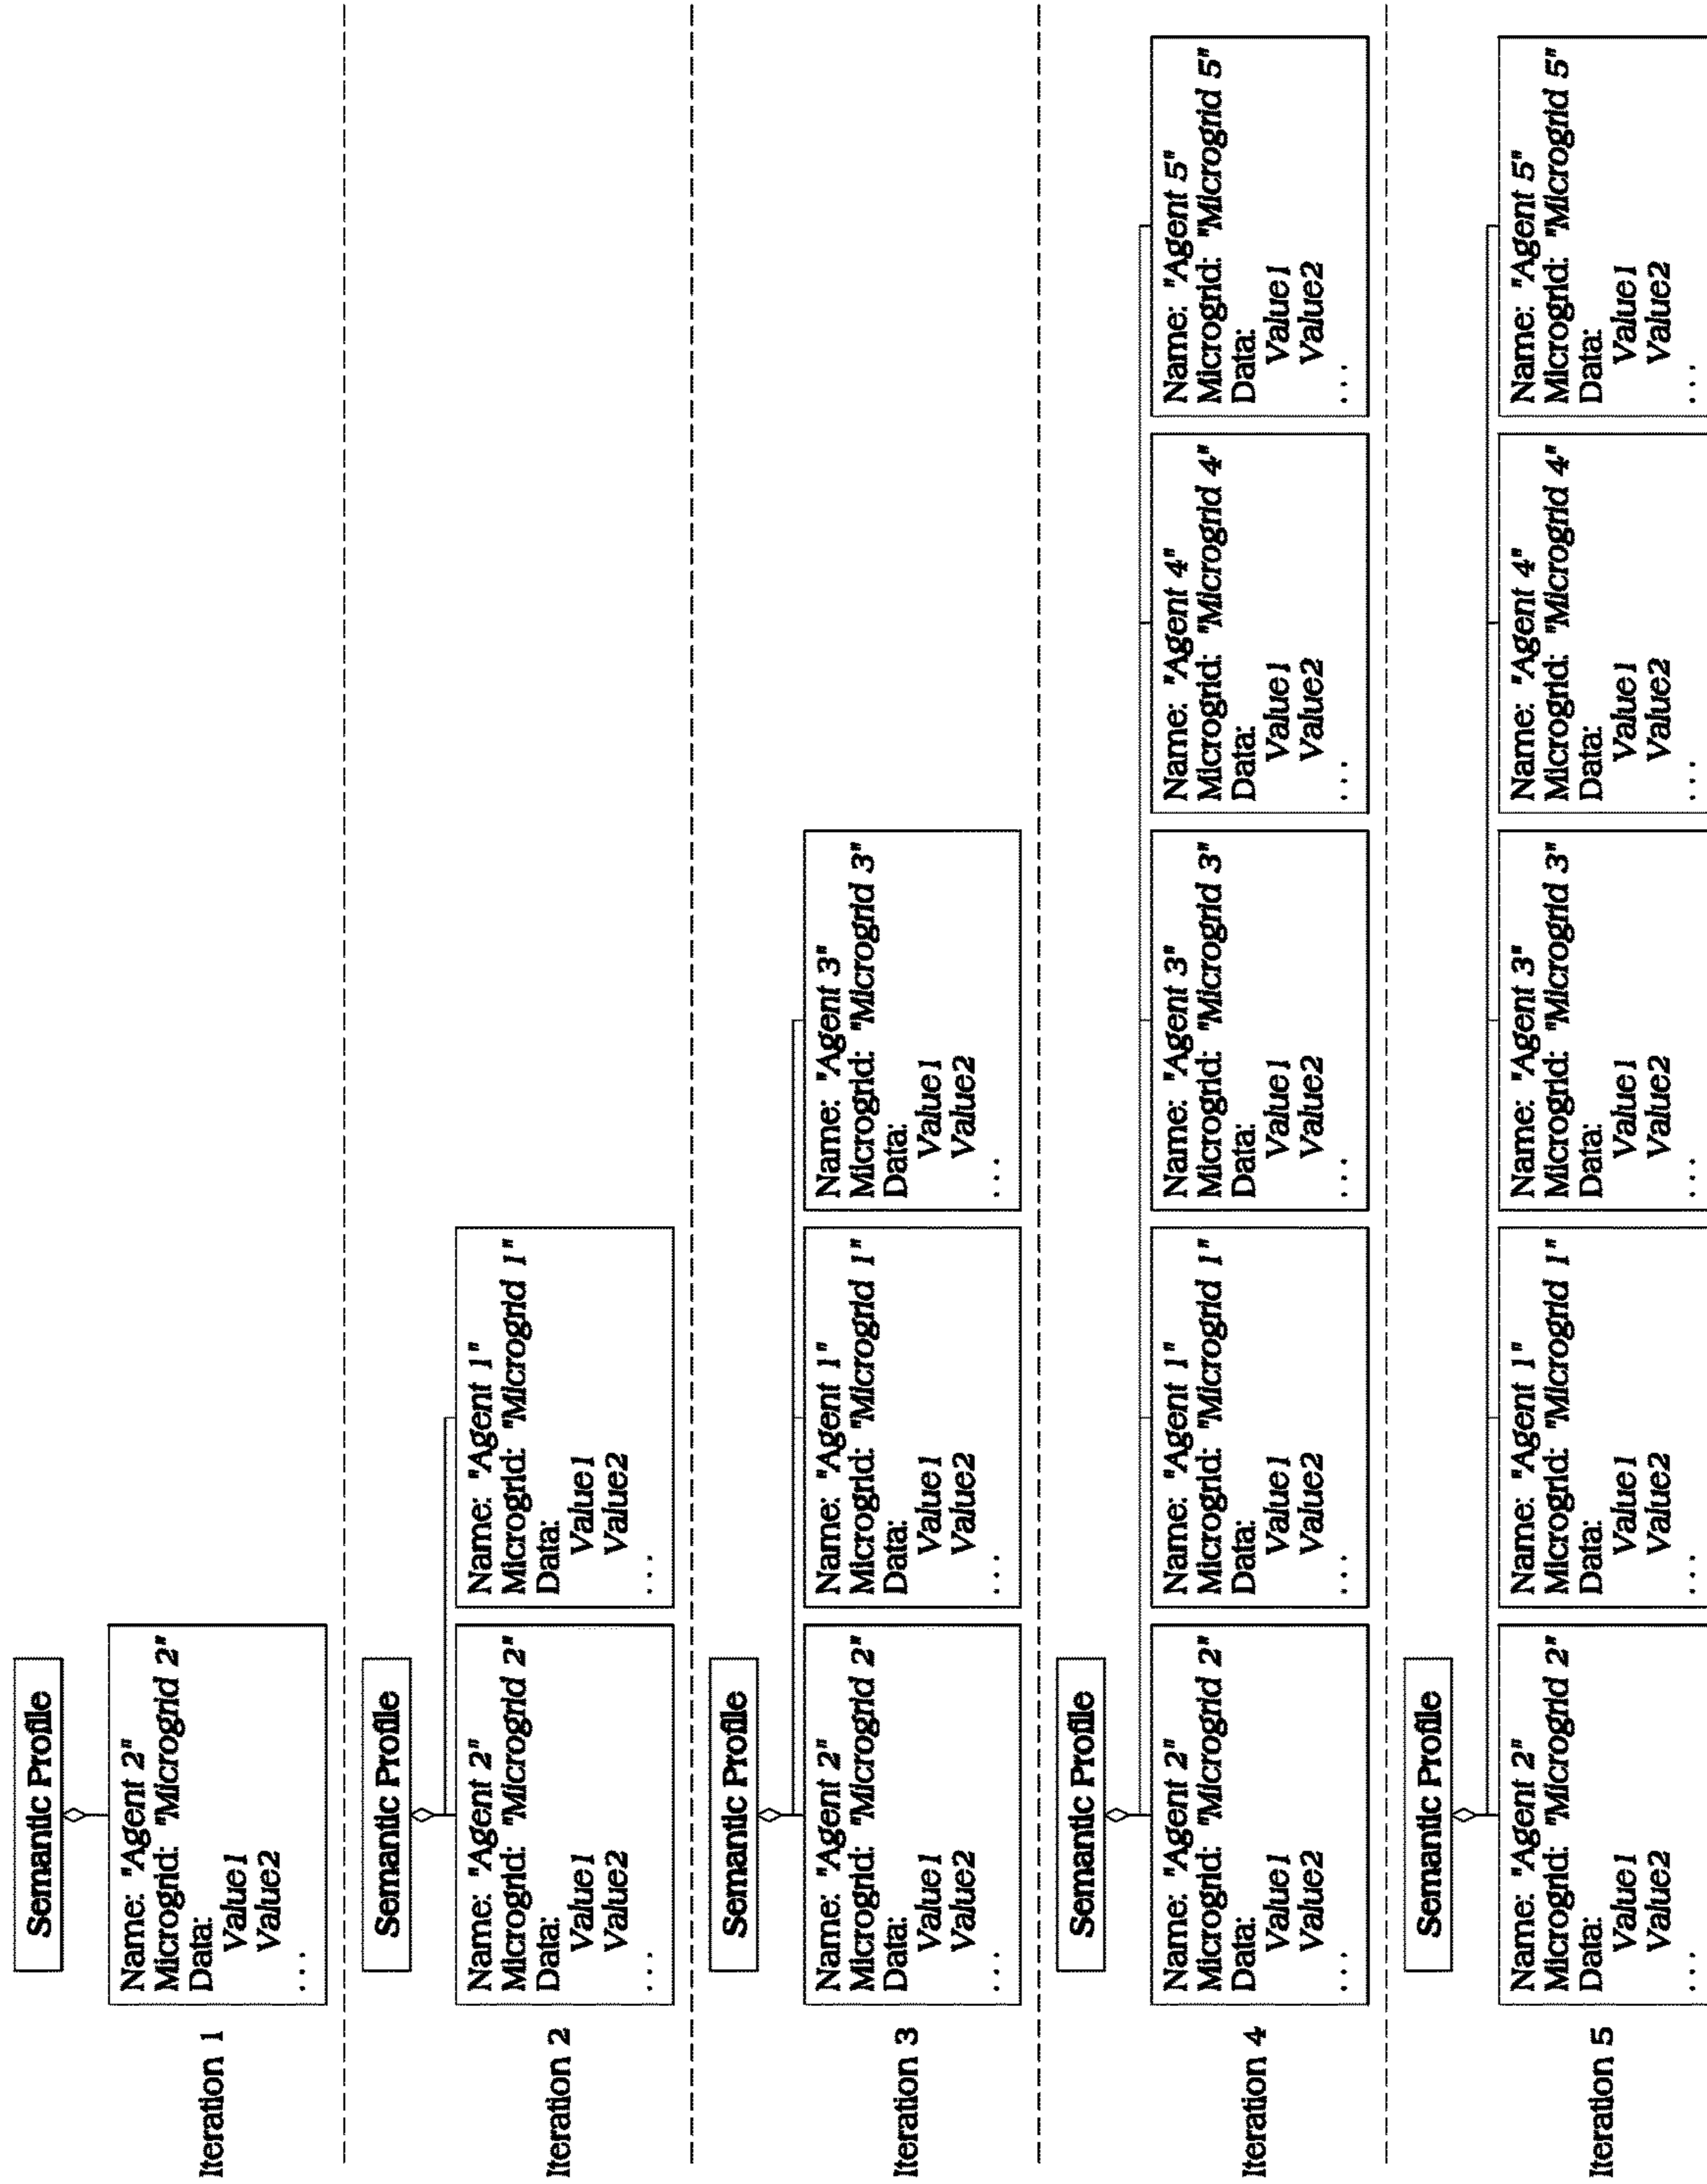 Semantic Profile
Iteration 1
Name: "Agent 2"
Microgrid: "Microgrid 2"
Data:
Value1
Value2
...
Semantic Profile
Iteration 2
Name: "Agent 2"
Microgrid: "Microgrid 2"
Data:
Value1
Value2
...
Name: "Agent 1"
Microgrid: "Microgrid 1"
Data:
Value1
Value2
...
Semantic Profile
Iteration 3
Name: "Agent 2"
Microgrid: "Microgrid 2"
Data:
Value1
Value2
...
Name: "Agent 1"
Microgrid: "Microgrid 1"
Data:
Value1
Value2
...
Name: "Agent 3"
Microgrid: "Microgrid 3"
Data:
Value1
Value2
...
Semantic Profile
Iteration 4
Name: "Agent 2"
Microgrid: "Microgrid 2"
Data:
Value1
Value2
...
Name: "Agent 1"
Microgrid: "Microgrid 1"
Data:
Value1
Value2
...
Name: "Agent 3"
Microgrid: "Microgrid 3"
Data:
Value1
Value2
...
Name: "Agent 4"
Microgrid: "Microgrid 4"
Data:
Value1
Value2
...
Name: "Agent 5"
Microgrid: "Microgrid 5"
Data:
Value1
Value2
...
Semantic Profile
Iteration 5
Name: "Agent 2"
Microgrid: "Microgrid 2"
Data:
Value1
Value2
...
Name: "Agent 1"
Microgrid: "Microgrid 1"
Data:
Value1
Value2
...
Name: "Agent 3"
Microgrid: "Microgrid 3"
Data:
Value1
Value2
...
Name: "Agent 4"
Microgrid: "Microgrid 4"
Data:
Value1
Value2
...
Name: "Agent 5"
Microgrid: "Microgrid 5"
Data:
Value1
Value2
...